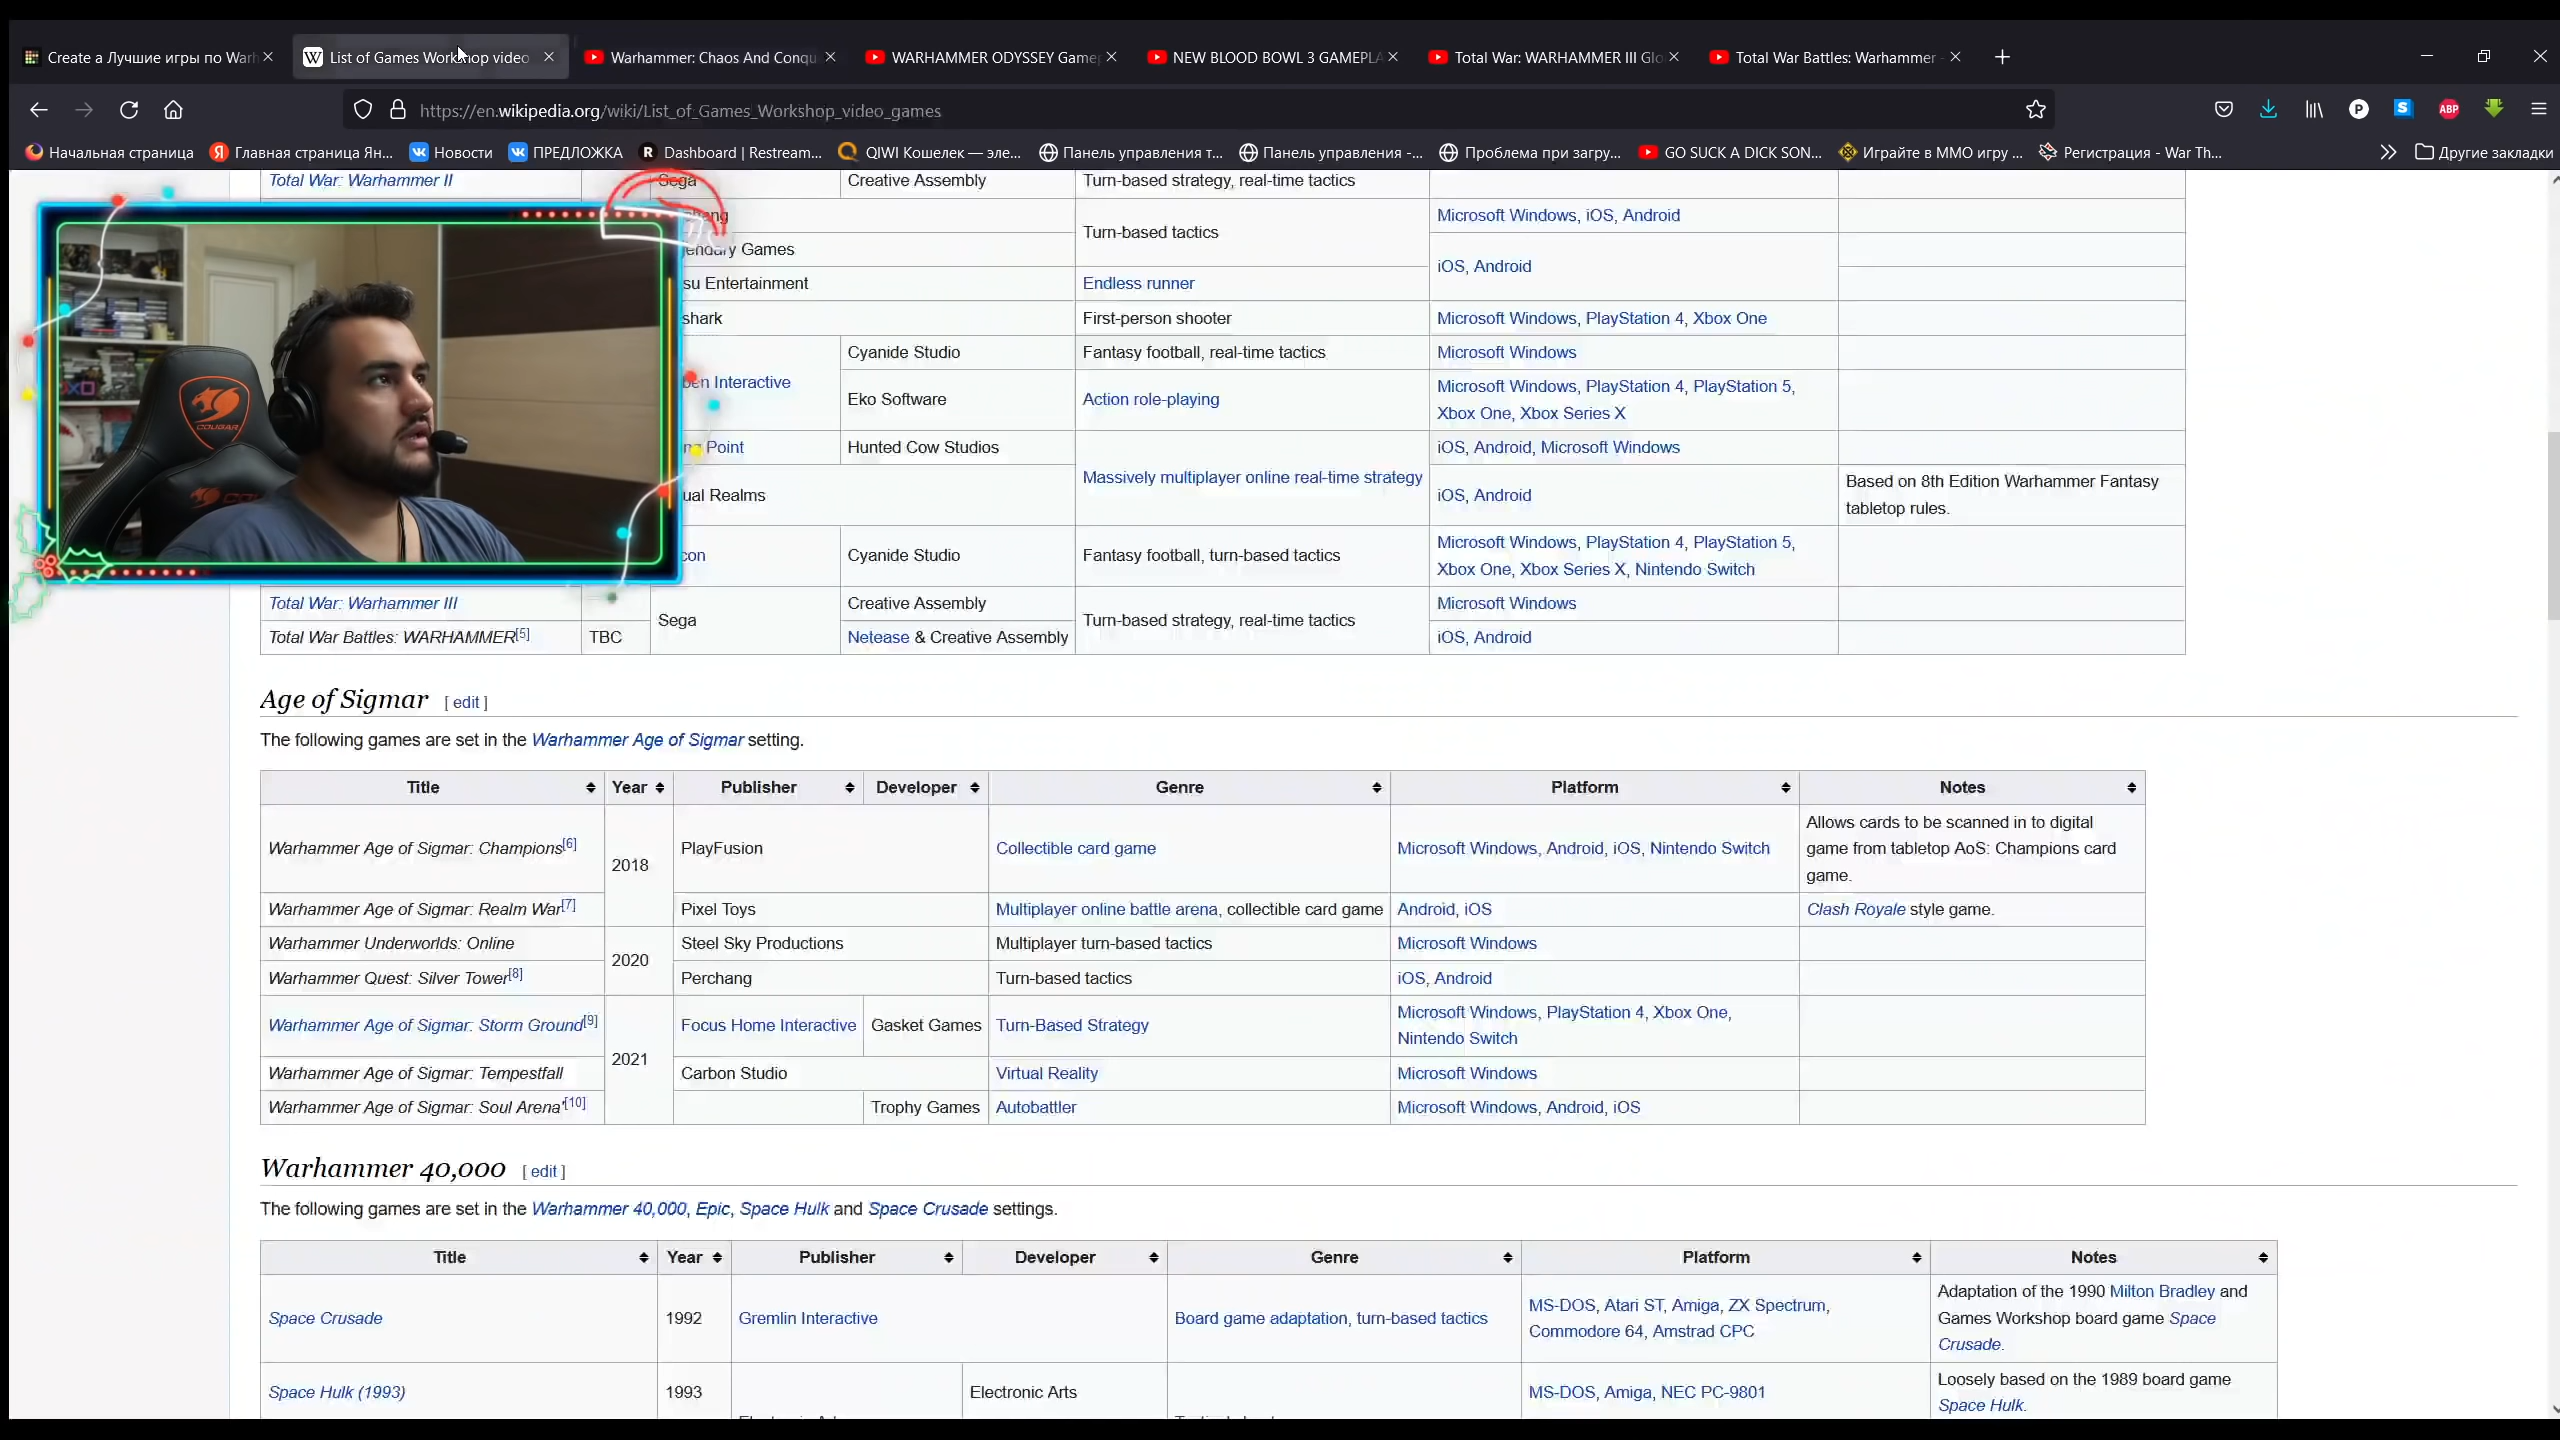 Create a Лучшие игры по Warh
List of Games Workshop video
Warhammer: Chaos And Conqu
WARHAMMER ODYSSEY Game
NEW BLOOD BOWL 3 GAMEPLA
Total War: WARHAMMER III Glo
Total War Battles: Warhammer -
https://en.wikipedia.org/wiki/List_of_Games_Workshop_video_games
Начальная страница
Главная страница Ян...
Новости
ПРЕДЛОЖКА
Dashboard | Restream...
QIWI Кошелек — эле...
Панель управления т...
Панель управления -...
Проблема при загру...
GO SUCK A DICK SON...
Играйте в ММО игру ...
Регистрация - War Th...
Другие закладки
Total War: Warhammer II Sega Creative Assembly Turn-based strategy, real-time tactics
Turn-based tactics Microsoft Windows, iOS, Android
endary Games iOS, Android
su Entertainment Endless runner
shark First-person shooter Microsoft Windows, PlayStation 4, Xbox One
ben Interactive Cyanide Studio Fantasy football, real-time tactics Microsoft Windows
Eko Software Action role-playing Microsoft Windows, PlayStation 4, PlayStation 5,
Xbox One, Xbox Series X
Point Hunted Cow Studios Massively multiplayer online real-time strategy iOS, Android, Microsoft Windows
ual Realms iOS, Android Based on 8th Edition Warhammer Fantasy
tabletop rules.
con Cyanide Studio Fantasy football, turn-based tactics Microsoft Windows, PlayStation 4, PlayStation 5,
Xbox One, Xbox Series X, Nintendo Switch
Total War: Warhammer III Sega Creative Assembly Turn-based strategy, real-time tactics Microsoft Windows
Total War Battles: WARHAMMER[5] TBC Netease & Creative Assembly iOS, Android
COUGAR
Age of Sigmar [ edit ]
The following games are set in the Warhammer Age of Sigmar setting.
Title Year Publisher Developer Genre Platform Notes
Warhammer Age of Sigmar: Champions[6] 2018 PlayFusion Collectible card game Microsoft Windows, Android, iOS, Nintendo Switch Allows cards to be scanned in to digital
game from tabletop AoS: Champions card
game.
Warhammer Age of Sigmar: Realm War[7] Pixel Toys Multiplayer online battle arena, collectible card game Android, iOS Clash Royale style game.
Warhammer Underworlds: Online 2020 Steel Sky Productions Multiplayer turn-based tactics Microsoft Windows
Warhammer Quest: Silver Tower[8] Perchang Turn-based tactics iOS, Android
Warhammer Age of Sigmar: Storm Ground[9] 2021 Focus Home Interactive Gasket Games Turn-Based Strategy Microsoft Windows, PlayStation 4, Xbox One,
Nintendo Switch
Warhammer Age of Sigmar: Tempestfall Carbon Studio Virtual Reality Microsoft Windows
Warhammer Age of Sigmar: Soul Arena'[10] Trophy Games Autobattler Microsoft Windows, Android, iOS
Warhammer 40,000 [ edit ]
The following games are set in the Warhammer 40,000, Epic, Space Hulk and Space Crusade settings.
Title Year Publisher Developer Genre Platform Notes
Space Crusade 1992 Gremlin Interactive Board game adaptation, turn-based tactics MS-DOS, Atari ST, Amiga, ZX Spectrum,
Commodore 64, Amstrad CPC Adaptation of the 1990 Milton Bradley and
Games Workshop board game Space
Crusade.
Space Hulk (1993) 1993 Electronic Arts MS-DOS, Amiga, NEC PC-9801 Loosely based on the 1989 board game
Space Hulk.